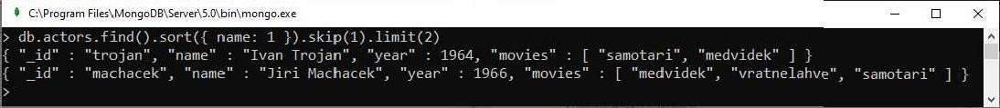 C:\Program Files\MongoDB\Server\5.0\bin\mongo.exe
> db.actors.find().sort({ name: 1 }).skip(1).limit(2)
{ "_id" : "trojan", "name" : "Ivan Trojan", "year" : 1964, "movies" : [ "samotari", "medvidek" ] }
{ "_id" : "machacek", "name" : "Jiri Machacek", "year" : 1966, "movies" : [ "medvidek", "vratnelahve", "samotari" ] }
>